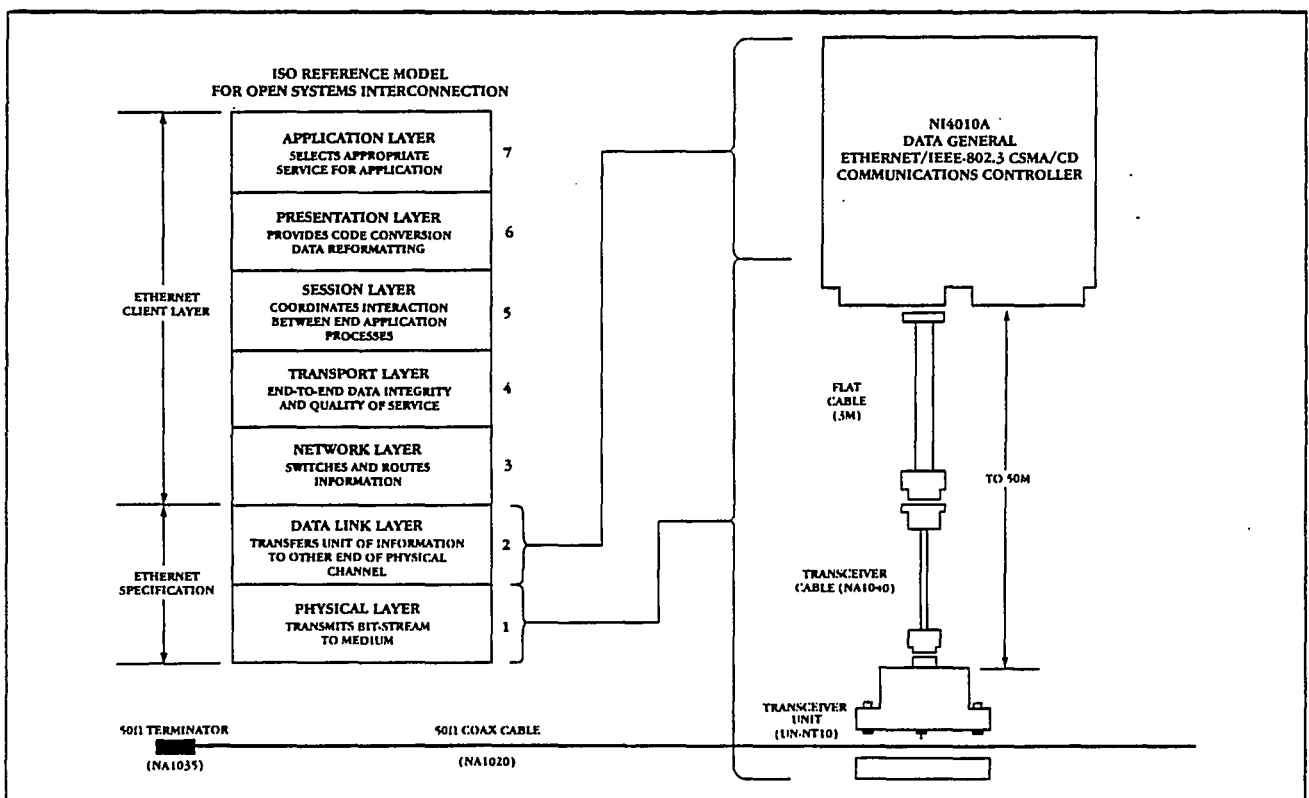 ISO REFERENCE MODEL
FOR OPEN SYSTEMS INTERCONNECTION
APPLICATION LAYER
SELECTS APPROPRIATE
SERVICE FOR APPLICATION
7
PRESENTATION LAYER
PROVIDES CODE CONVERSION
DATA REFORMATTING
6
SESSION LAYER
COORDINATES INTERACTION
BETWEEN END APPLICATION
PROCESSES
5
TRANSPORT LAYER
END-TO-END DATA INTEGRITY
AND QUALITY OF SERVICE
4
NETWORK LAYER
SWITCHES AND ROUTES
INFORMATION
3
DATA LINK LAYER
TRANSFERS UNIT OF INFORMATION
TO OTHER END OF PHYSICAL
CHANNEL
2
PHYSICAL LAYER
TRANSMITS BIT-STREAM
TO MEDIUM
1
ETHERNET
CLIENT LAYER
ETHERNET
SPECIFICATION
NI4010A
DATA GENERAL
ETHERNET/IEEE-802.3 CSMA/CD
COMMUNICATIONS CONTROLLER
FLAT
CABLE
(3M)
TO 50M
TRANSCEIVER
CABLE (NA1040)
TRANSCEIVER
UNIT
(UN-NT10)
50Ω TERMINATOR
(NA1035)
50Ω COAX CABLE
(NA1020)